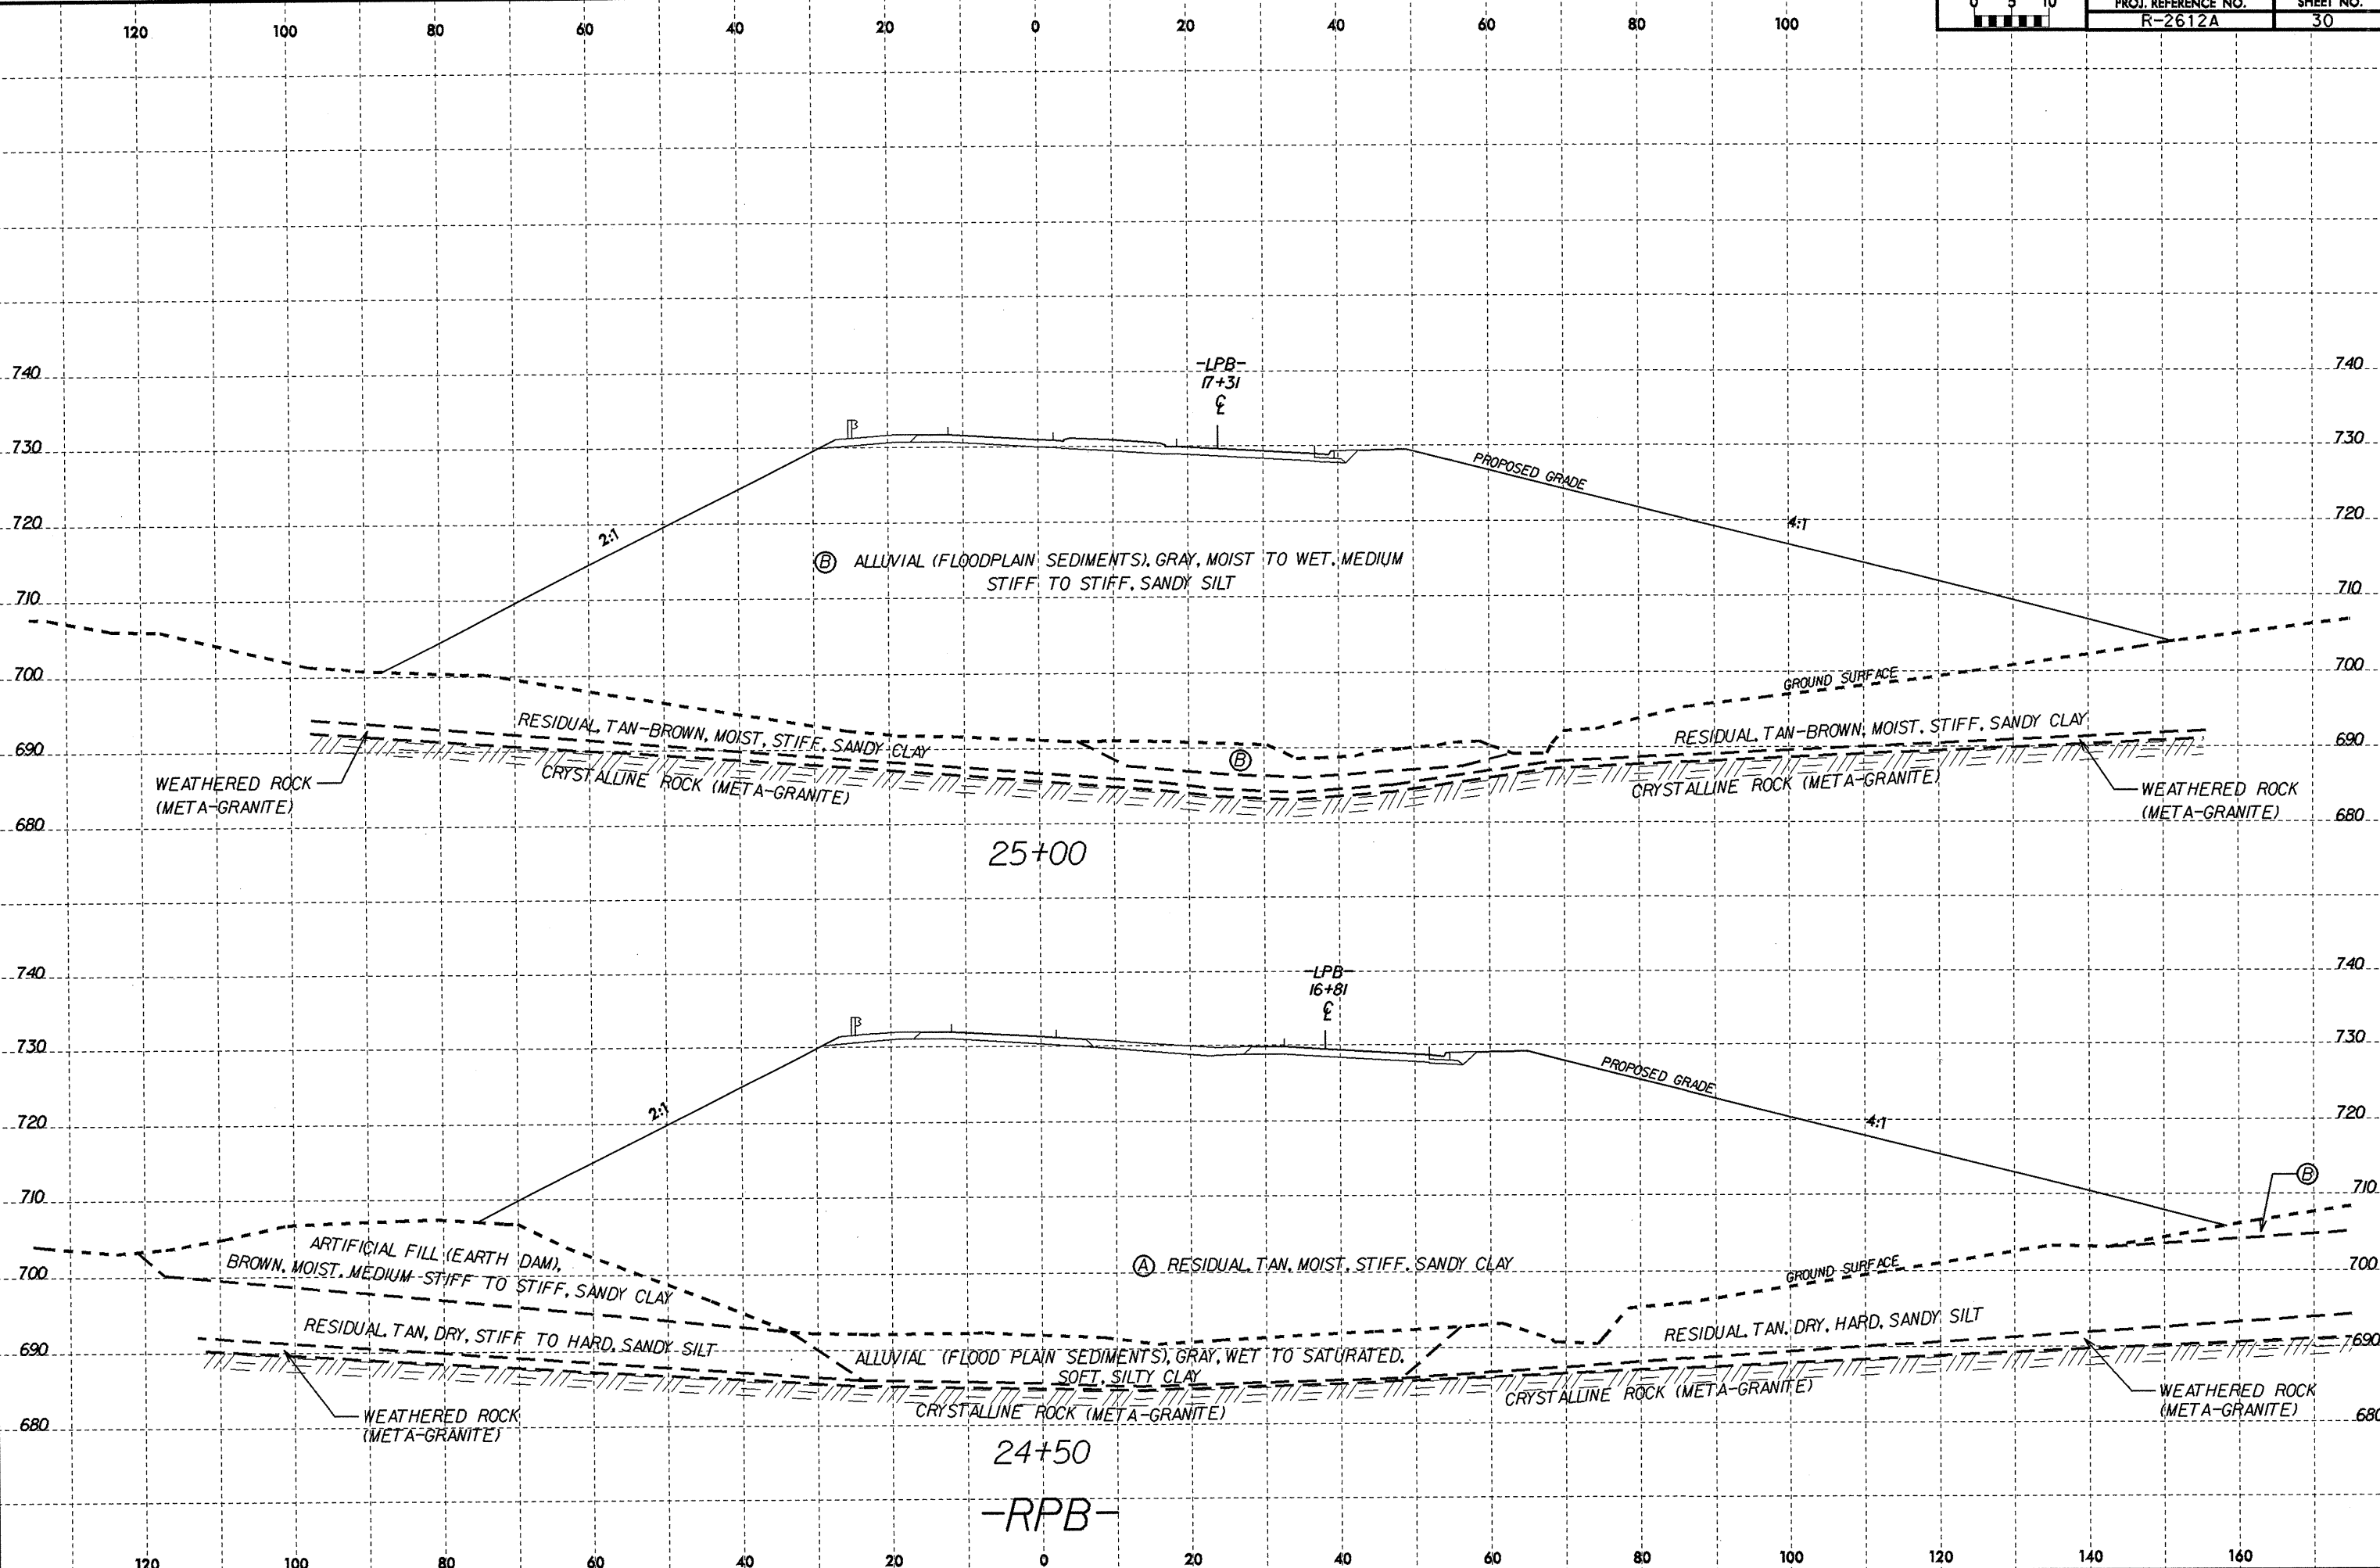 0 5 10 PROJ. REFERENCE NO. SHEET NO.
R-2612A 30
120 100 80 60 40 20 0 20 40 60 80 100
-LPB-
17+31
740 740
730 730
PROPOSED GRADE
720 720
2:1 4:1
B ALLUVIAL (FLOODPLAIN SEDIMENTS), GRAY, MOIST TO WET, MEDIUM
STIFF TO STIFF, SANDY SILT
710 710
700 700
GROUND SURFACE
RESIDUAL, TAN-BROWN, MOIST, STIFF, SANDY CLAY
RESIDUAL, TAN-BROWN, MOIST, STIFF, SANDY CLAY
690 690
B
WEATHERED ROCK
(META-GRANITE)
CRYSTALLINE ROCK (META-GRANITE)
CRYSTALLINE ROCK (META-GRANITE)
WEATHERED ROCK
(META-GRANITE)
680 680
25+00
-LPB-
16+81
740 740
730 730
PROPOSED GRADE
720 720
2:1 4:1
B
710 710
ARTIFICIAL FILL (EARTH DAM),
BROWN, MOIST, MEDIUM STIFF TO STIFF, SANDY CLAY
A RESIDUAL, TAN, MOIST, STIFF, SANDY CLAY
GROUND SURFACE
700 700
RESIDUAL, TAN, DRY, STIFF TO HARD, SANDY SILT
RESIDUAL, TAN, DRY, HARD, SANDY SILT
690 690
ALLUVIAL (FLOOD PLAIN SEDIMENTS), GRAY, WET TO SATURATED,
SOFT, SILTY CLAY
CRYSTALLINE ROCK (META-GRANITE)
CRYSTALLINE ROCK (META-GRANITE)
WEATHERED ROCK
(META-GRANITE)
WEATHERED ROCK
(META-GRANITE)
680 680
24+50
-RPB-
120 100 80 60 40 20 0 20 40 60 80 100 120 140 160